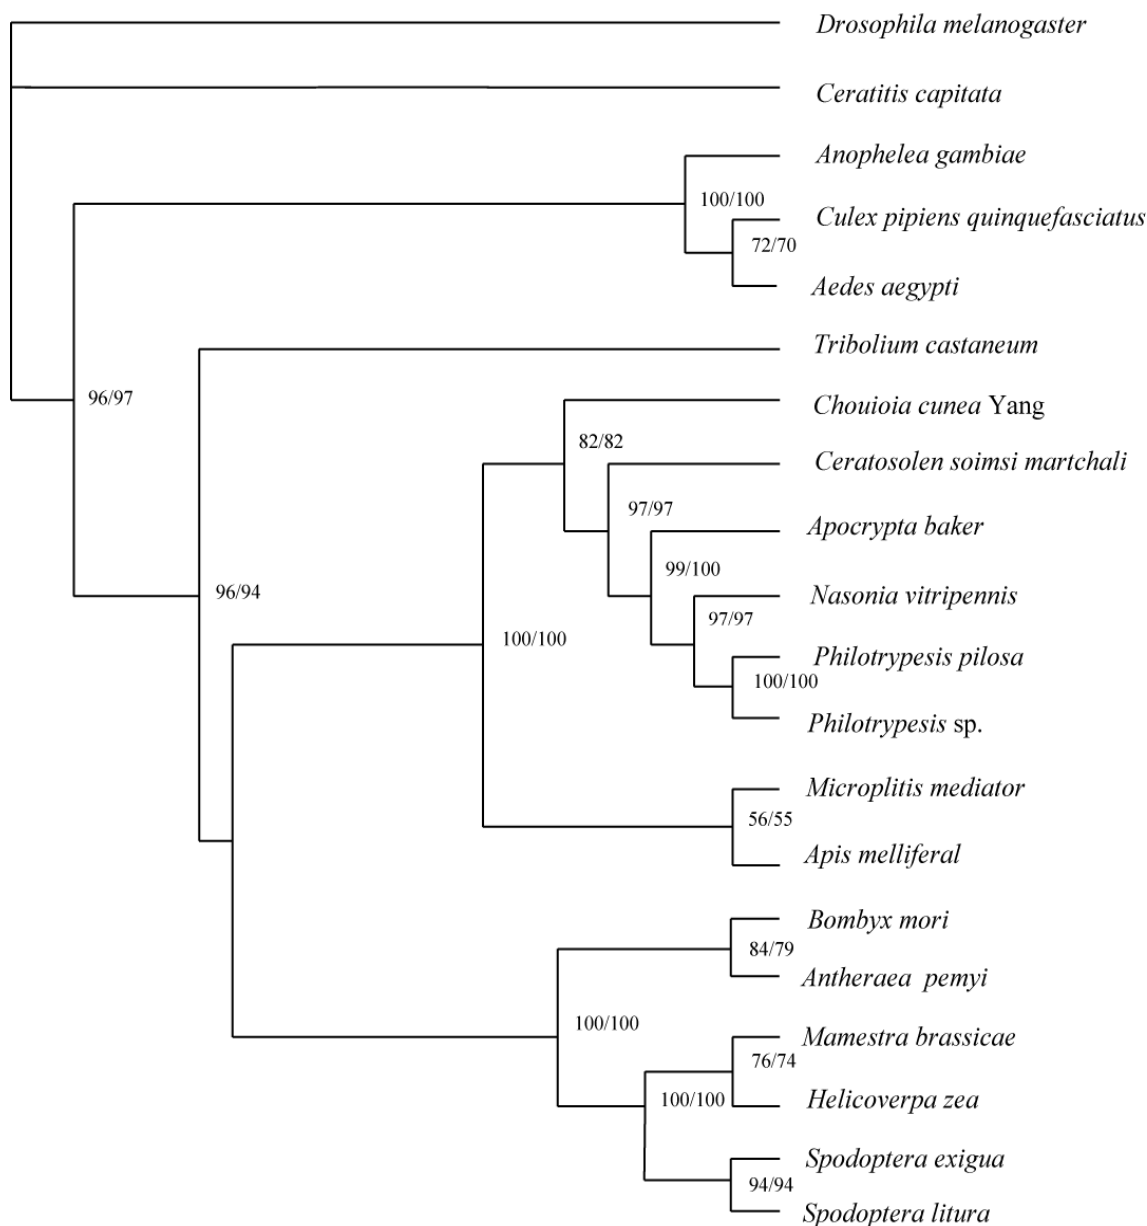 Drosophila melanogaster
Ceratitis capitata
Anophelea gambiae
100/100
Culex pipiens quinquefasciatus
72/70
Aedes aegypti
Tribolium castaneum
96/97
Chouioia cunea Yang
82/82
Ceratosolen soimsi martchali
97/97
Apocrypta baker
99/100
96/94
Nasonia vitripennis
97/97
100/100
Philotrypesis pilosa
100/100
Philotrypesis sp.
Microplitis mediator
56/55
Apis melliferal
Bombyx mori
84/79
Antheraea pemyi
100/100
Mamestra brassicae
76/74
100/100
Helicoverpa zea
Spodoptera exigua
94/94
Spodoptera litura